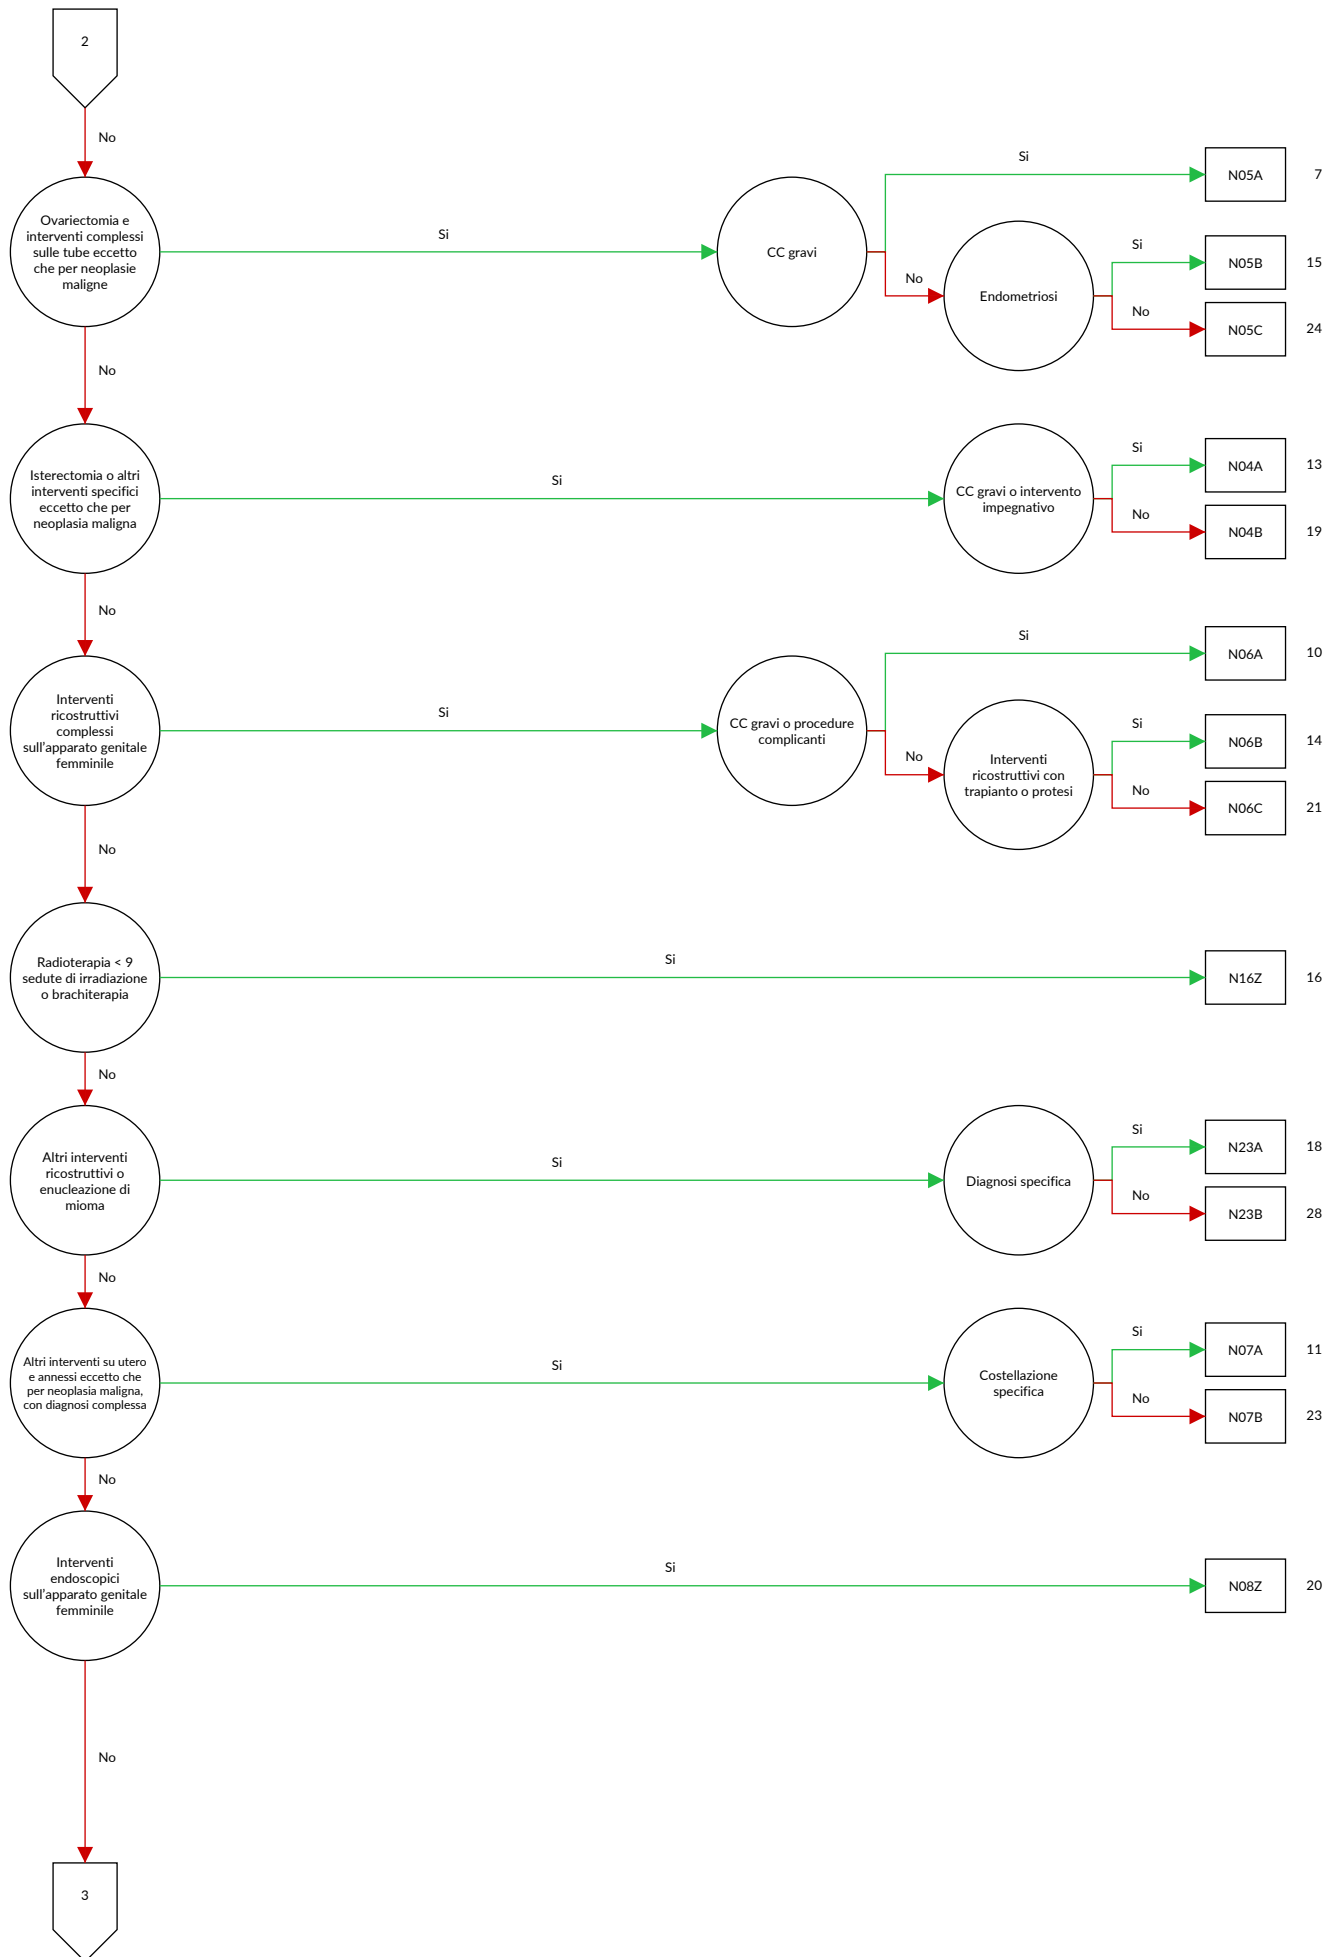 2
No
Ovariectomia e
interventi complessi
sulle tube eccetto
che per neoplasie
maligne
Si
CC gravi
Si
N05A
7
No
Endometriosi
Si
N05B
15
No
N05C
24
No
Isterectomia o altri
interventi specifici
eccetto che per
neoplasia maligna
Si
CC gravi o intervento
impegnativo
Si
N04A
13
No
N04B
19
No
Interventi
ricostruttivi
complessi
sull'apparato genitale
femminile
Si
CC gravi o procedure
complicanti
Si
N06A
10
No
Interventi
ricostruttivi con
trapianto o protesi
Si
N06B
14
No
N06C
21
No
Radioterapia < 9
sedute di irradiazione
o brachiterapia
Si
N16Z
16
No
Altri interventi
ricostruttivi o
enucleazione di
mioma
Si
Diagnosi specifica
Si
N23A
18
No
N23B
28
No
Altri interventi su utero
e annessi eccetto che
per neoplasia maligna,
con diagnosi complessa
Si
Costellazione
specifica
Si
N07A
11
No
N07B
23
No
Interventi
endoscopici
sull'apparato genitale
femminile
Si
N08Z
20
No
3